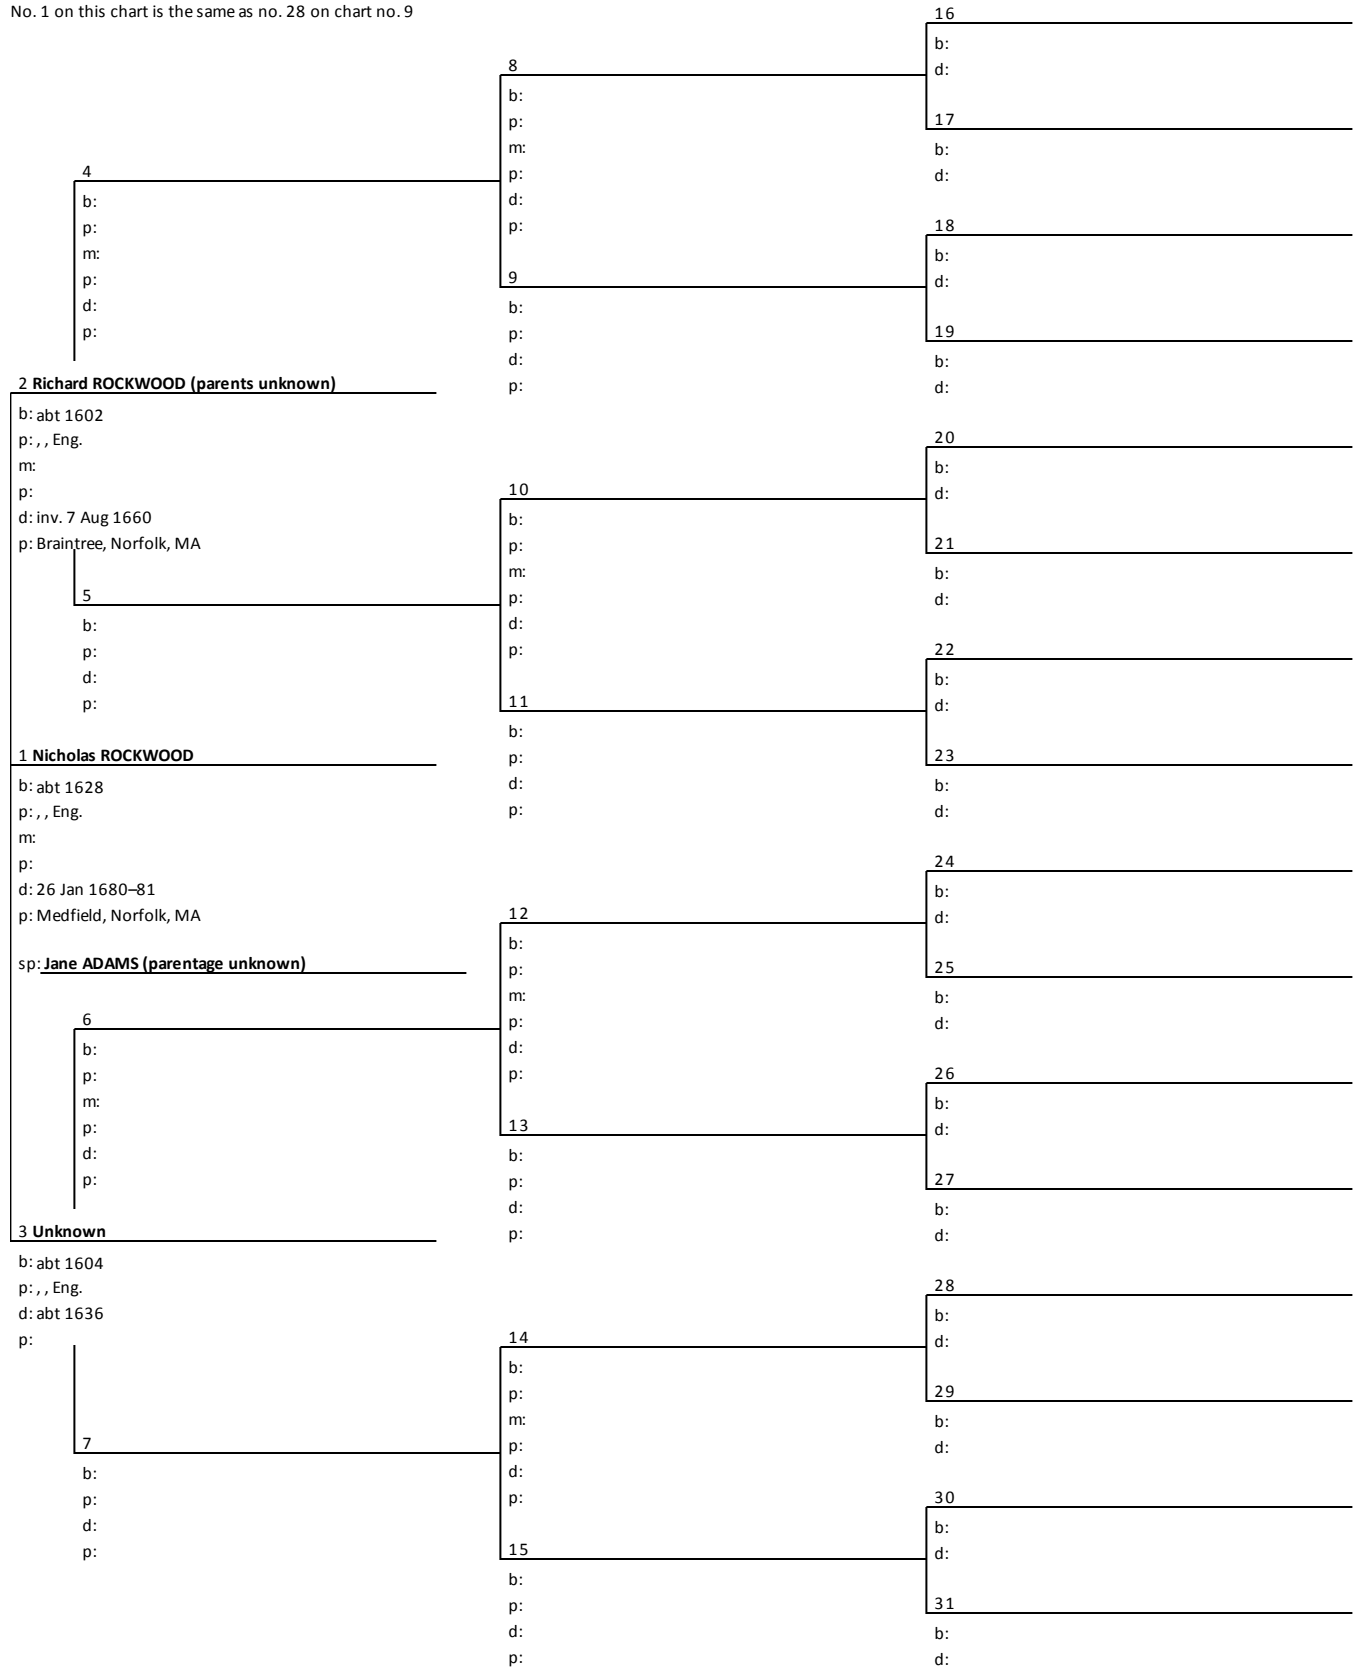 No. 1 on this chart is the same as no. 28 on chart no. 9
4
b:
p:
m:
p:
d:
p:
2 Richard ROCKWOOD (parents unknown)
b: abt 1602
p: , , Eng.
m:
p:
d: inv. 7 Aug 1660
p: Braintree, Norfolk, MA
5
b:
p:
d:
p:
1 Nicholas ROCKWOOD
b: abt 1628
p: , , Eng.
m:
p:
d: 26 Jan 1680–81
p: Medfield, Norfolk, MA
sp: Jane ADAMS (parentage unknown)
6
b:
p:
m:
p:
d:
p:
3 Unknown
b: abt 1604
p: , , Eng.
d: abt 1636
p:
7
b:
p:
d:
p:
8
b:
p:
m:
p:
d:
p:
9
b:
p:
d:
p:
10
b:
p:
m:
p:
d:
p:
11
b:
p:
d:
p:
12
b:
p:
m:
p:
d:
p:
13
b:
p:
d:
p:
14
b:
p:
m:
p:
d:
p:
15
b:
p:
d:
p:
16
b:
d:
17
b:
d:
18
b:
d:
19
b:
d:
20
b:
d:
21
b:
d:
22
b:
d:
23
b:
d:
24
b:
d:
25
b:
d:
26
b:
d:
27
b:
d:
28
b:
d:
29
b:
d:
30
b:
d:
31
b:
d: